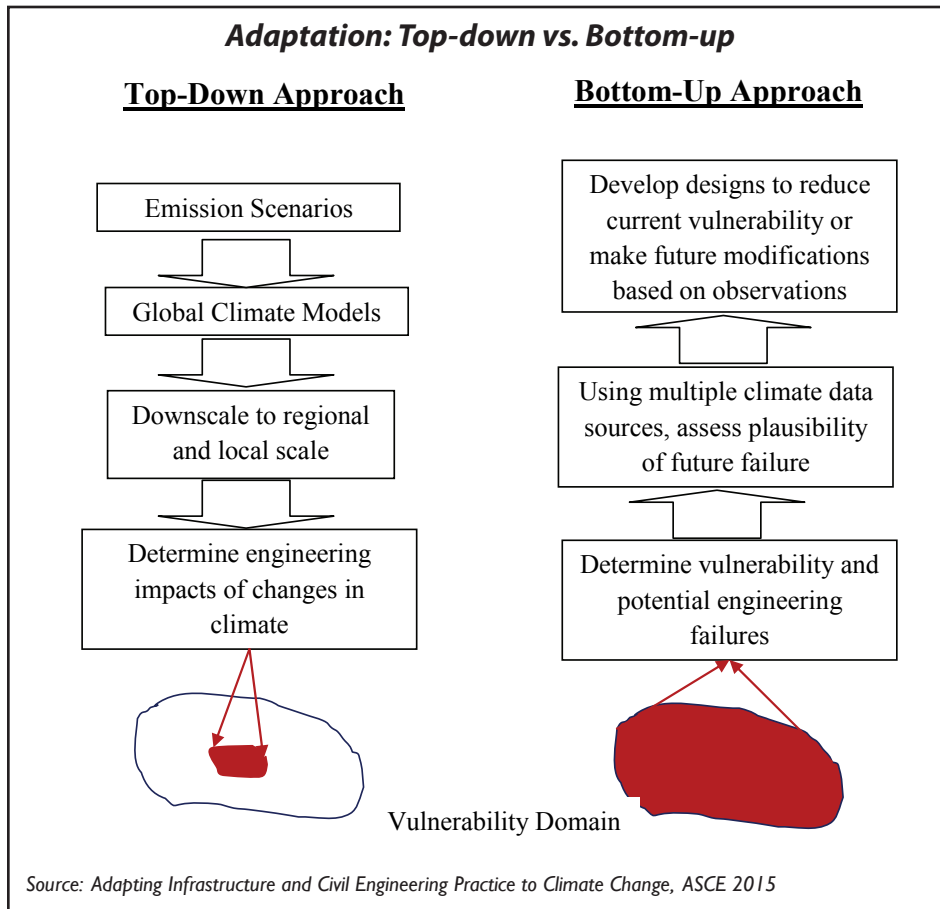 Adaptation: Top-down vs. Bottom-up
Top-Down Approach
Emission Scenarios
Global Climate Models
Downscale to regional
and local scale
Determine engineering
impacts of changes in
climate
Bottom-Up Approach
Develop designs to reduce
current vulnerability or
make future modifications
based on observations
Using multiple climate data
sources, assess plausibility
of future failure
Determine vulnerability and
potential engineering
failures
Vulnerability Domain
Source: Adapting Infrastructure and Civil Engineering Practice to Climate Change, ASCE 2015